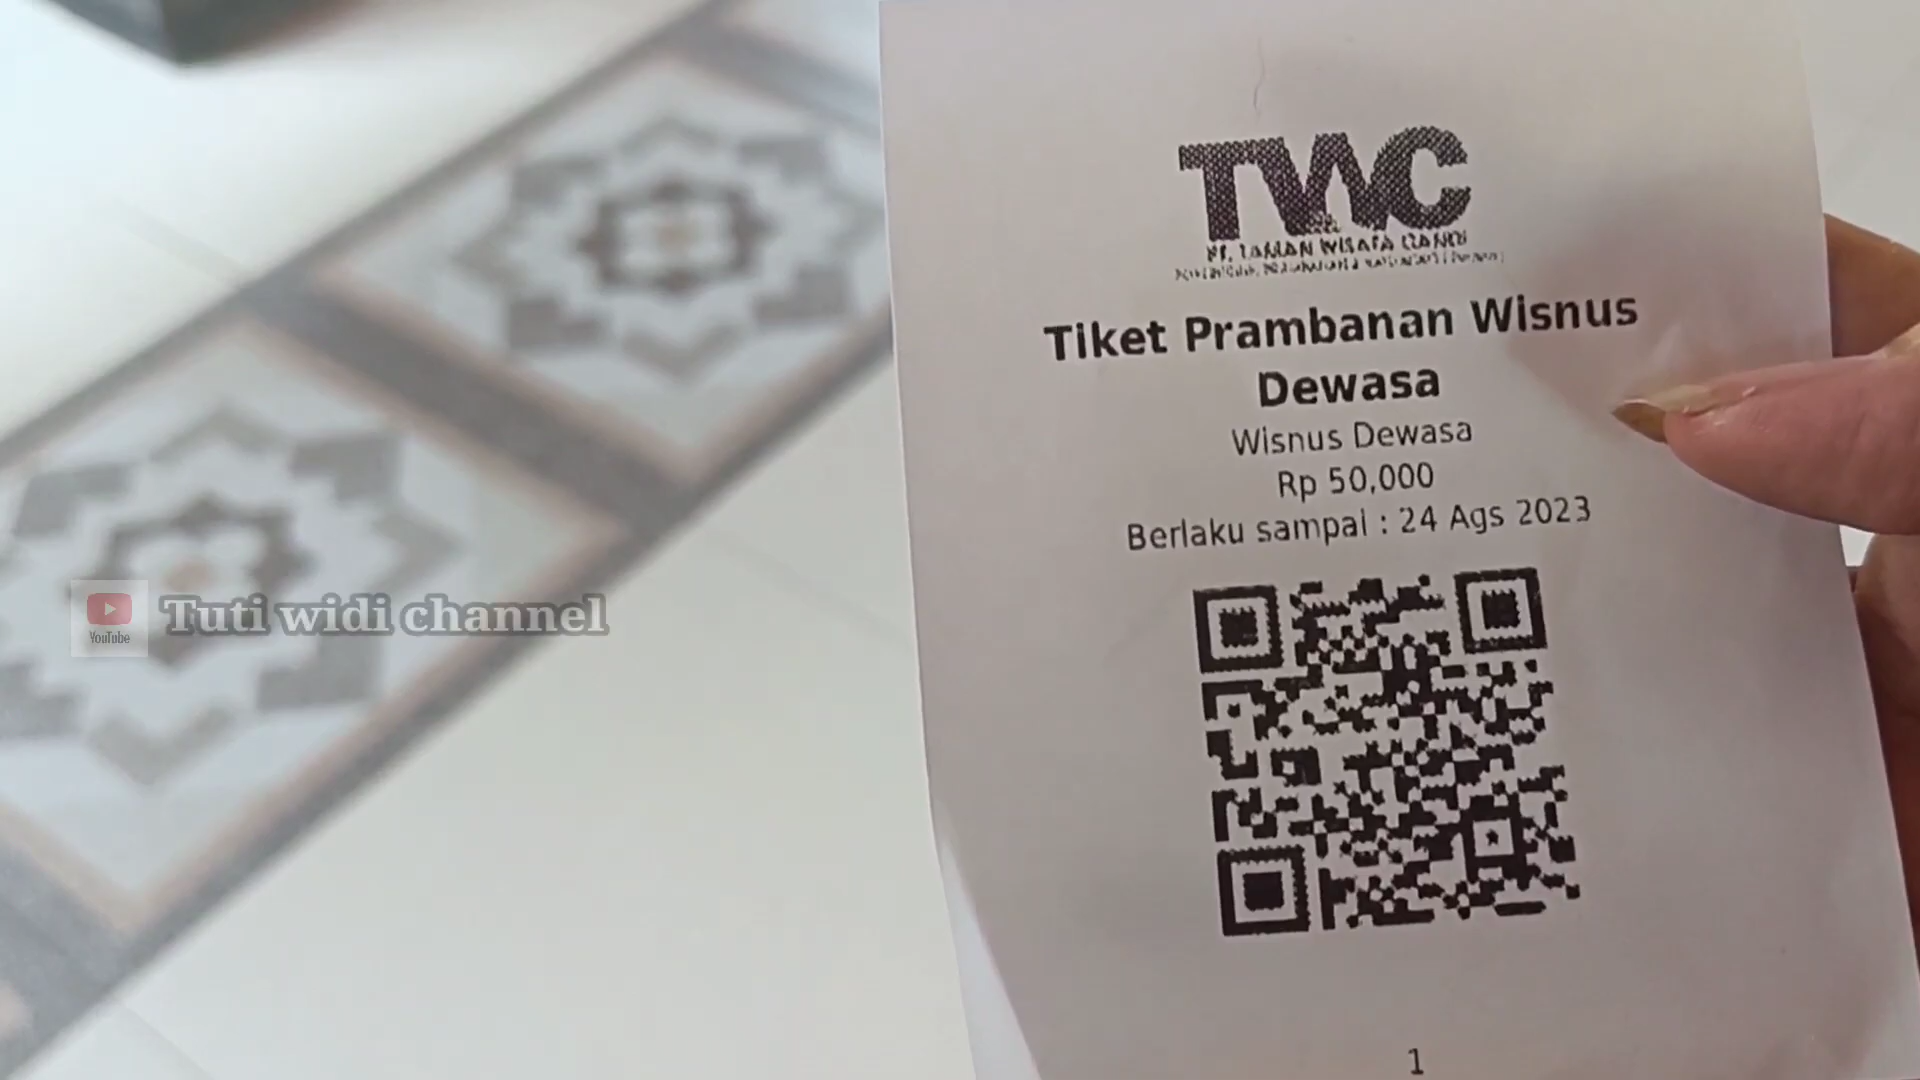 TWC
PT. TAMAN WISATA CANDI
Tiket Prambanan Wisnus
Dewasa
Wisnus Dewasa
Rp 50,000
Berlaku sampai : 24 Ags 2023
1
YouTube
Tuti widi channel